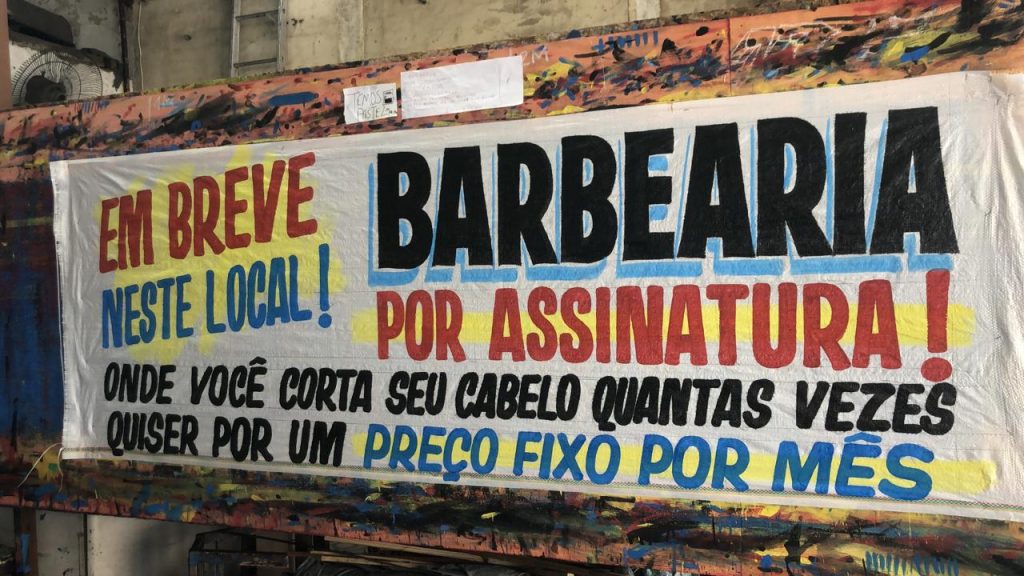 EM BREVE
NESTE LOCAL!
BARBEARIA
POR ASSINATURA!
ONDE VOCÊ CORTA SEU CABELO QUANTAS VEZES
QUISER POR UM PREÇO FIXO POR MÊS
TEMOS